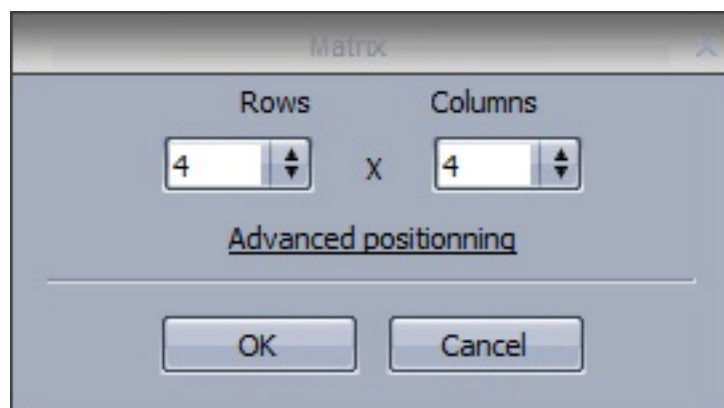 Matrix X
Rows Columns
4 X 4
Advanced positionning
OK Cancel